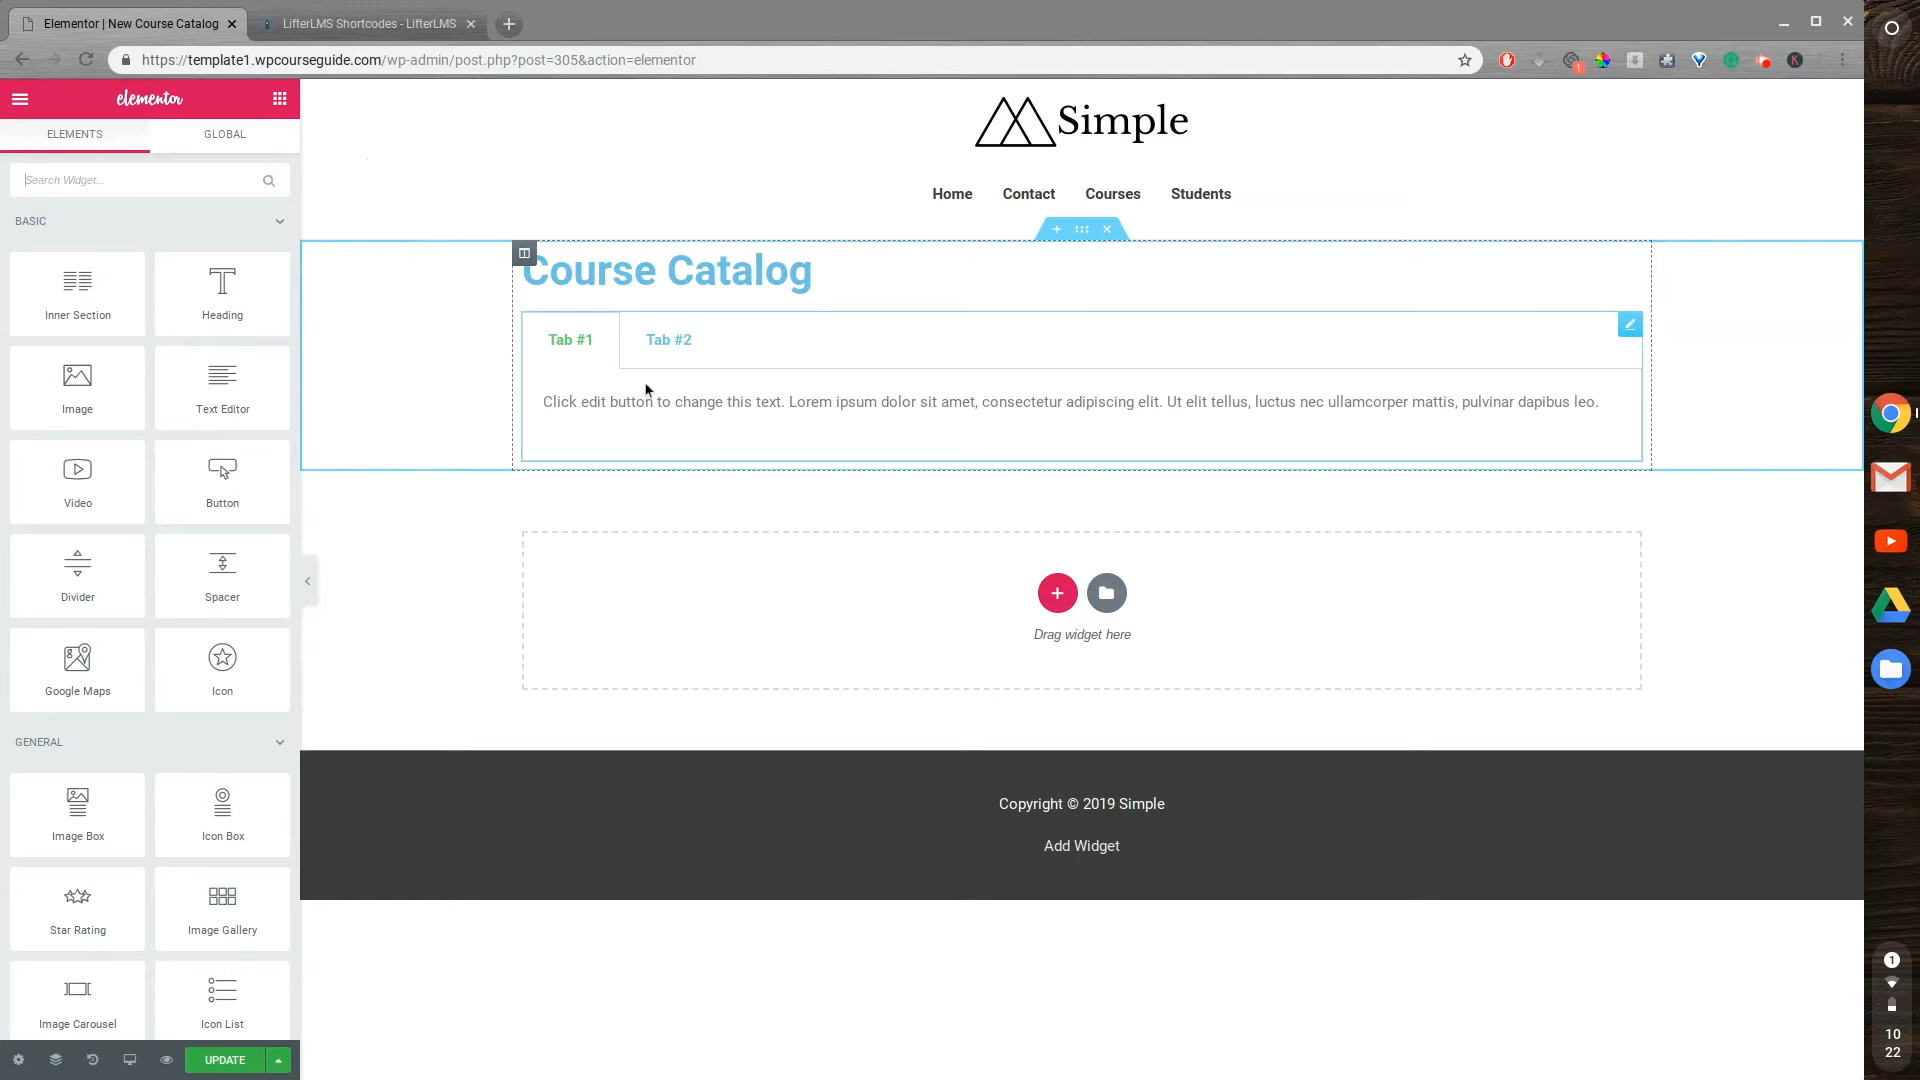 Elementor | New Course Catalog
LifterLMS Shortcodes - LifterLMS
https://template1.wpcourseguide.com/wp-admin/post.php?post=305&action=elementor
1
K
elementor
ELEMENTS
GLOBAL
Search Widget...
BASIC
Inner Section
Heading
Image
Text Editor
Video
Button
Divider
Spacer
Google Maps
Icon
GENERAL
Image Box
Icon Box
Star Rating
Image Gallery
Image Carousel
Icon List
UPDATE
Simple
Home
Contact
Courses
Students
Course Catalog
Tab #1
Tab #2
Click edit button to change this text. Lorem ipsum dolor sit amet, consectetur adipiscing elit. Ut elit tellus, luctus nec ullamcorper mattis, pulvinar dapibus leo.
Drag widget here
Copyright © 2019 Simple
Add Widget
1
10
22